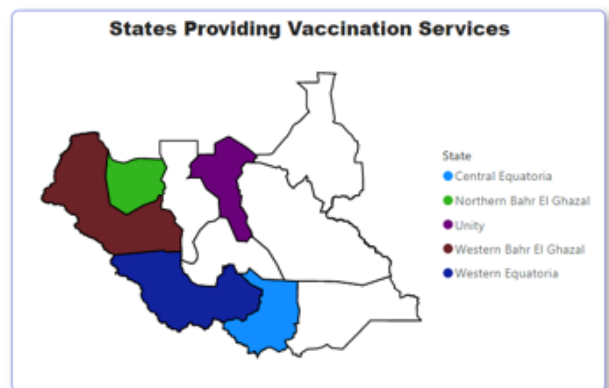 States Providing Vaccination Services
State
Central Equatoria
Northern Bahr El Ghazal
Unity
Western Bahr El Ghazal
Western Equatoria